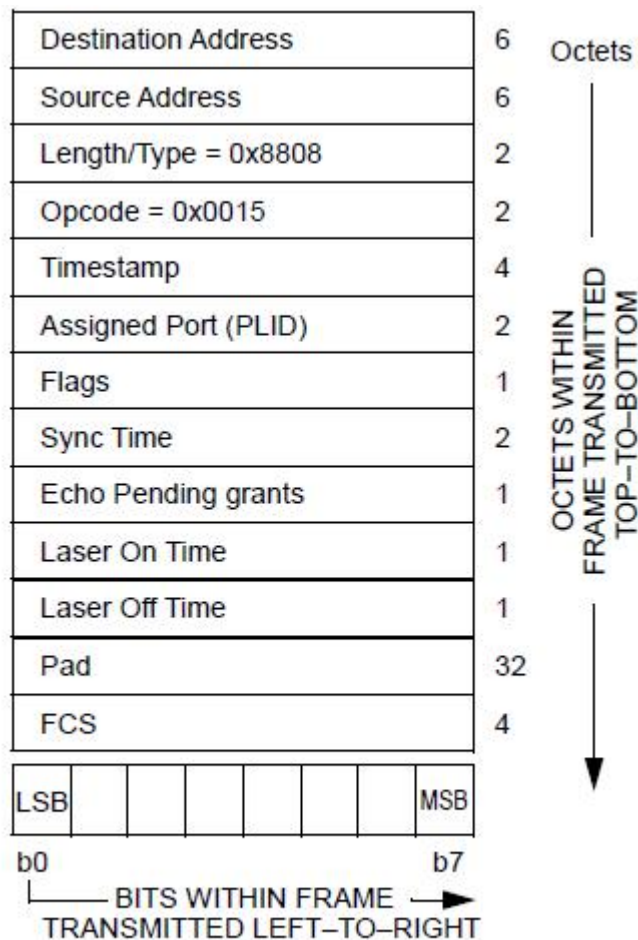 Destination Address 6 Octets
Source Address 6
Length/Type = 0x8808 2
Opcode = 0x0015 2
Timestamp 4
Assigned Port (PLID) 2
Flags 1
Sync Time 2
Echo Pending grants 1
Laser On Time 1
Laser Off Time 1
Pad 32
FCS 4
OCTETS WITHIN
FRAME TRANSMITTED
TOP–TO–BOTTOM
LSB MSB
b0 b7
BITS WITHIN FRAME
TRANSMITTED LEFT–TO–RIGHT